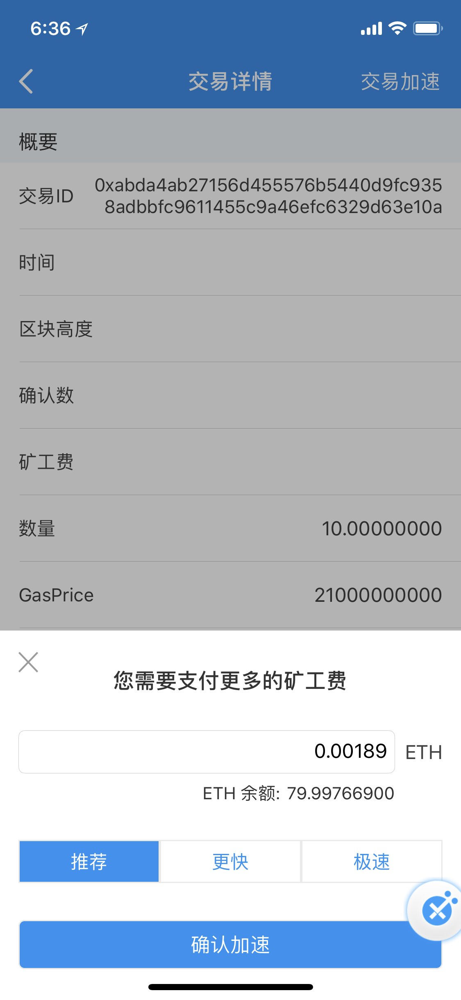 6:36
交易详情
交易加速
概要
交易ID
0xabda4ab27156d455576b5440d9fc935
8adbbfc9611455c9a46efc6329d63e10a
时间
区块高度
确认数
矿工费
数量 10.00000000
GasPrice 21000000000
您需要支付更多的矿工费
0.00189 ETH
ETH 余额: 79.99766900
推荐 更快 极速
确认加速